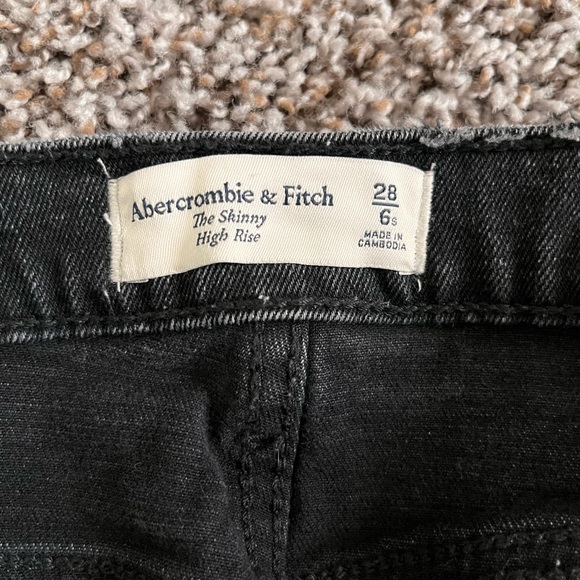 Abercrombie & Fitch
The Skinny
High Rise
28
6s
MADE IN
CAMBODIA